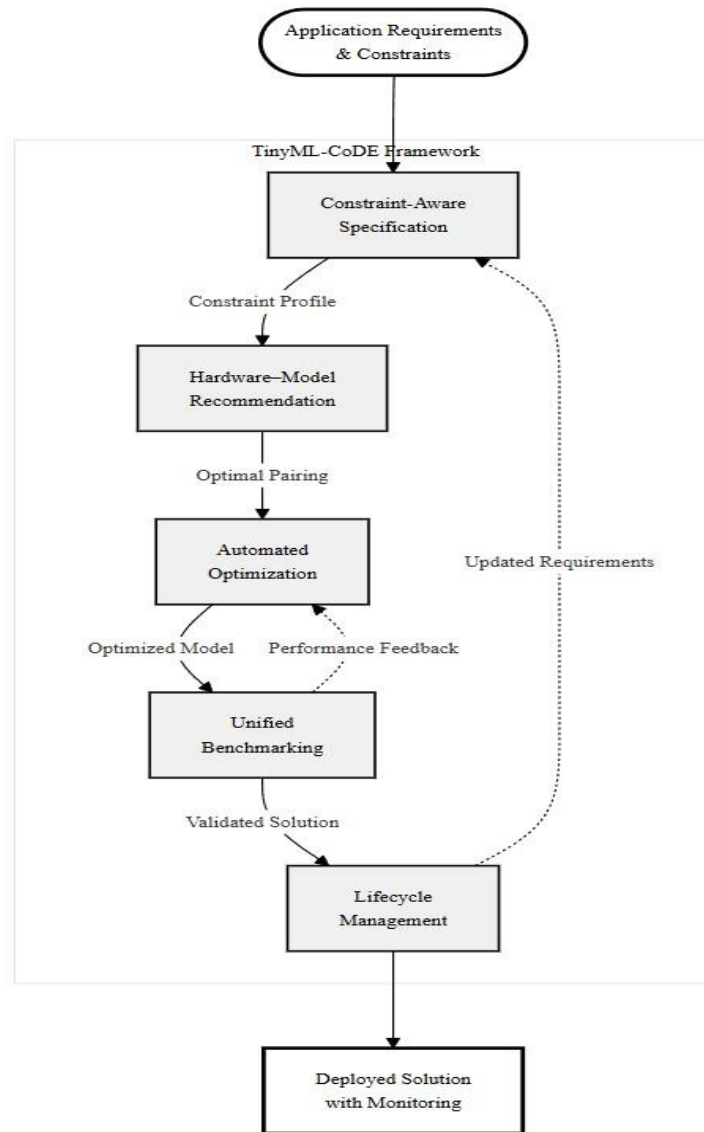 Application Requirements
& Constraints
TinyML-CoDE Framework
Constraint-Aware
Specification
Constraint Profile
Hardware–Model
Recommendation
Optimal Pairing
Automated
Optimization
Updated Requirements
Optimized Model
Performance Feedback
Unified
Benchmarking
Validated Solution
Lifecycle
Management
Deployed Solution
with Monitoring